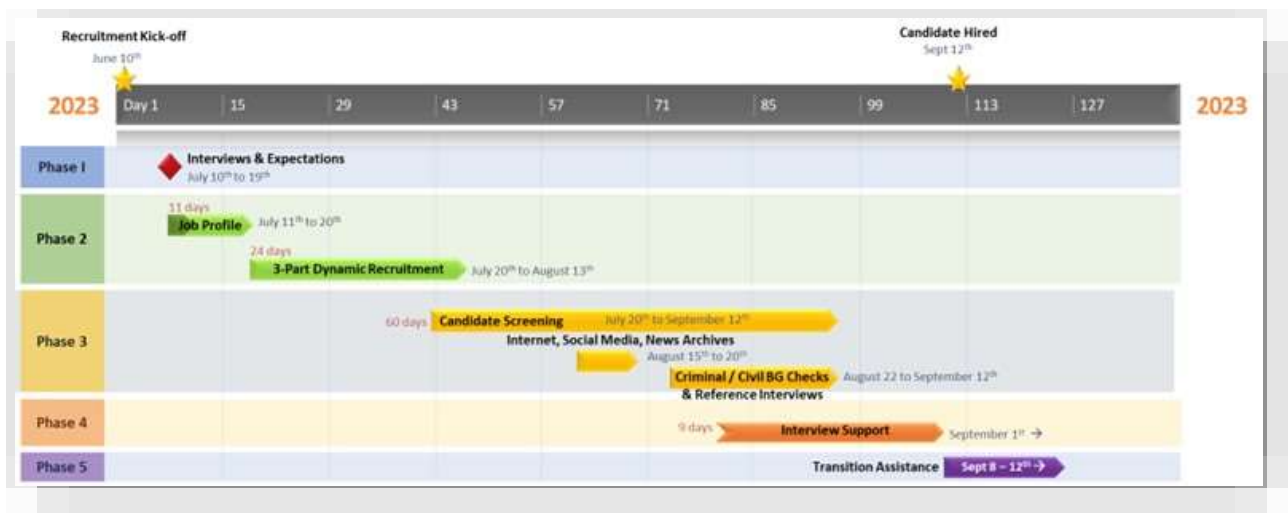 Recruitment Kick-off
June 10th
Candidate Hired
Sept 12th
2023
Day 1 15 29 43 57 71 85 99 113 127
2023
Phase I
Interviews & Expectations
July 10th to 19th
Phase 2
11 days
Job Profile
July 11th to 20th
24 days
3-Part Dynamic Recruitment
July 20th to August 13th
Phase 3
60 days
Candidate Screening
July 20th to September 12th
Internet, Social Media, News Archives
August 15th to 20th
Criminal / Civil BG Checks
& Reference Interviews
August 22 to September 12th
Phase 4
9 days
Interview Support
September 1st →
Phase 5
Transition Assistance
Sept 8 – 12th →